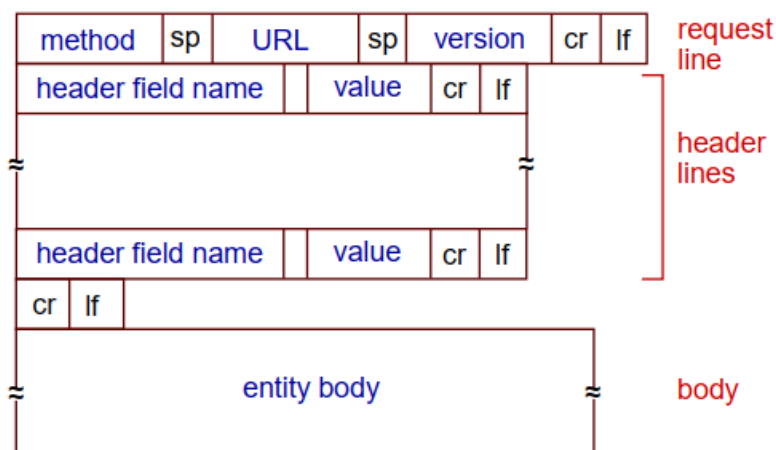 method sp URL sp version cr lf
request
line
header field name value cr lf
header
lines
header field name value cr lf
cr lf
entity body
body